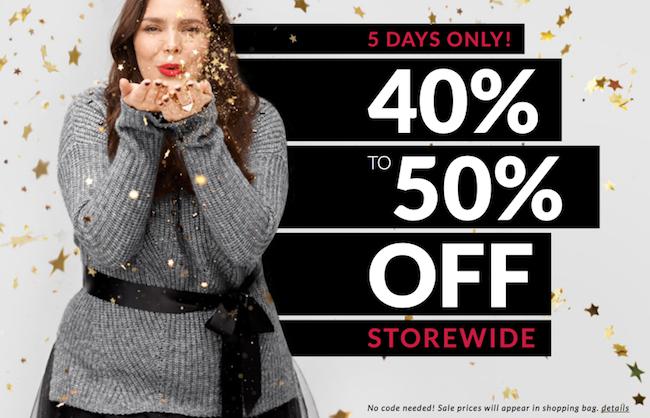 5 DAYS ONLY!
40%
TO 50%
OFF
STOREWIDE
No code needed! Sale prices will appear in shopping bag. details